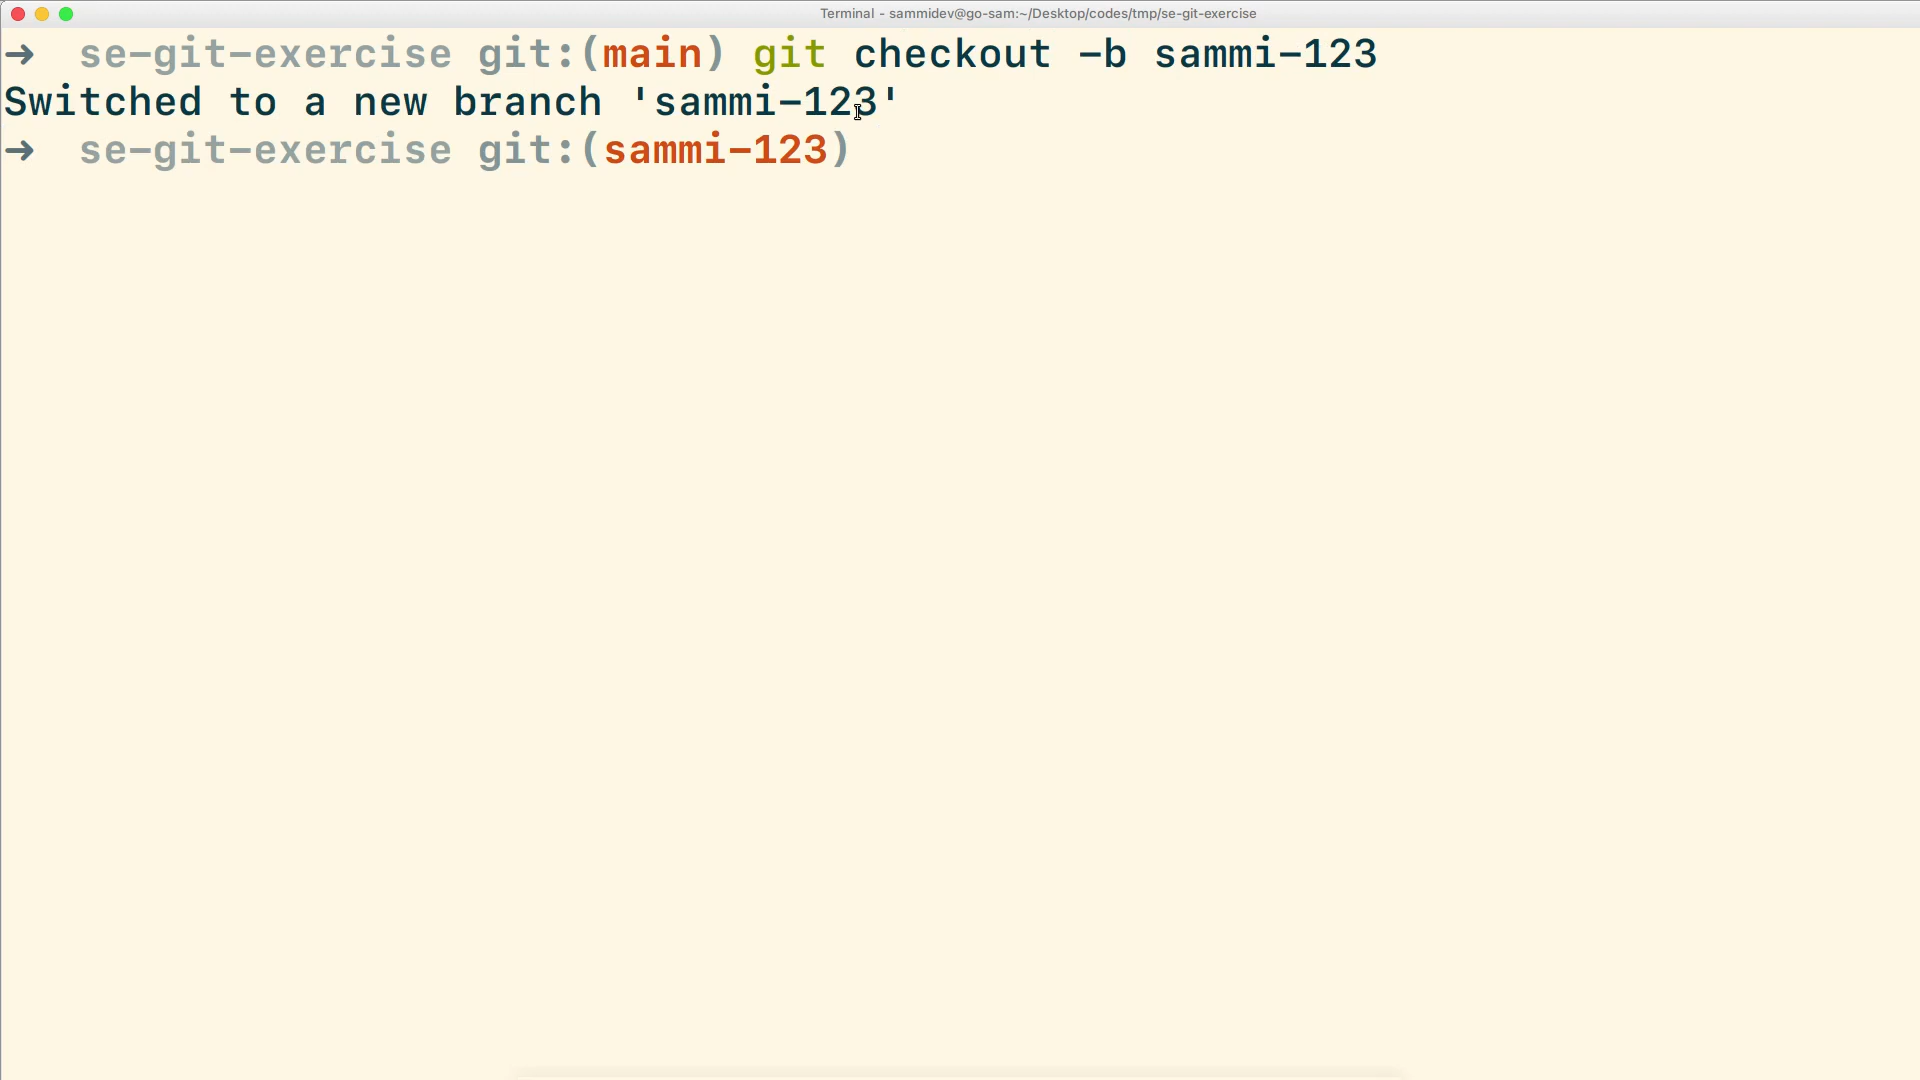 Terminal - sammidev@go-sam:~/Desktop/codes/tmp/se-git-exercise
➜  se-git-exercise git:(main) git checkout -b sammi-123
Switched to a new branch 'sammi-123'
➜  se-git-exercise git:(sammi-123)